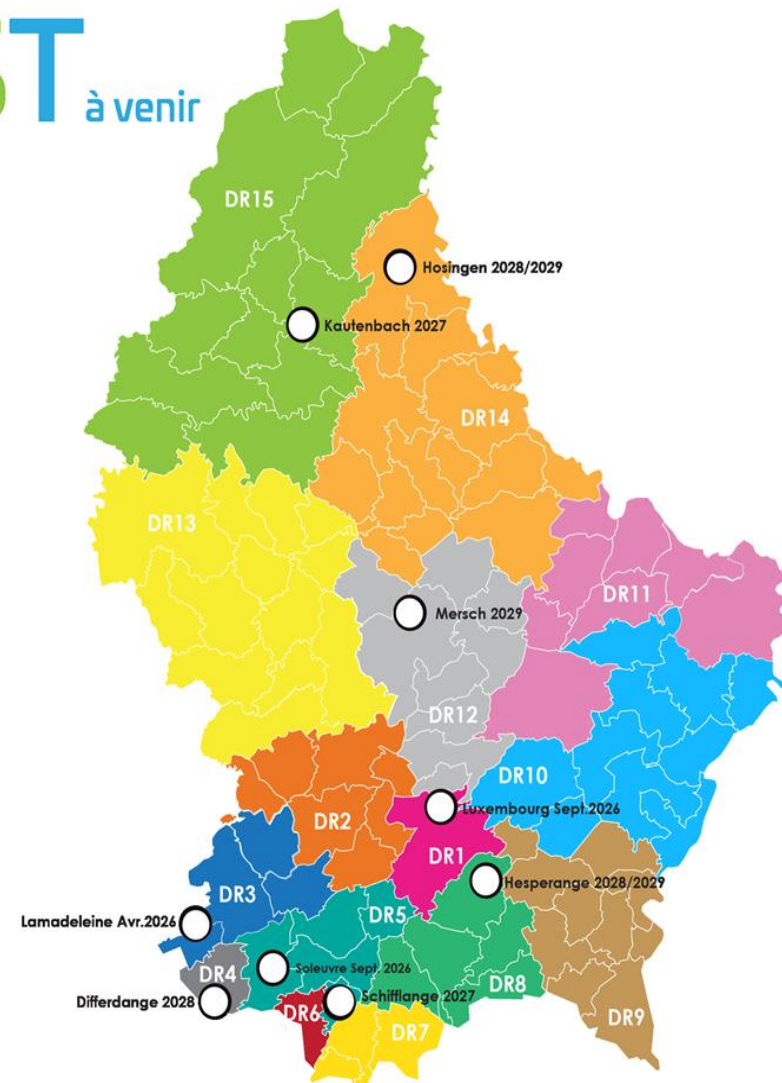 ST à venir
DR15
Hosingen 2028/2029
Kautenbach 2027
DR14
DR13
DR11
Mersch 2029
DR12
DR10
Luxembourg Sept.2026
DR2
DR1
Hesperange 2028/2029
DR3
DR5
Lamadeleine Avr.2026
Soleuvre Sept. 2026
DR4
DR8
Differdange 2028
Schifflange 2027
DR6
DR9
DR7